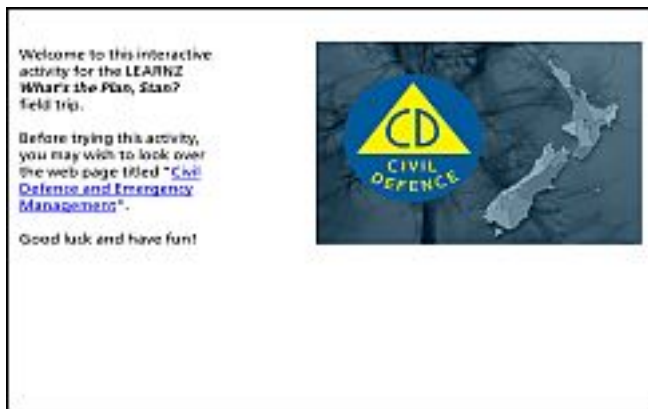 Welcome to this interactive
activity for the LEARNZ
What's the Plan, Stan?
field trip.
Before trying this activity,
you may wish to look over
the web page titled "Civil
Defence and Emergency
Management".
Good luck and have fun!
CD
CIVIL
DEFENCE